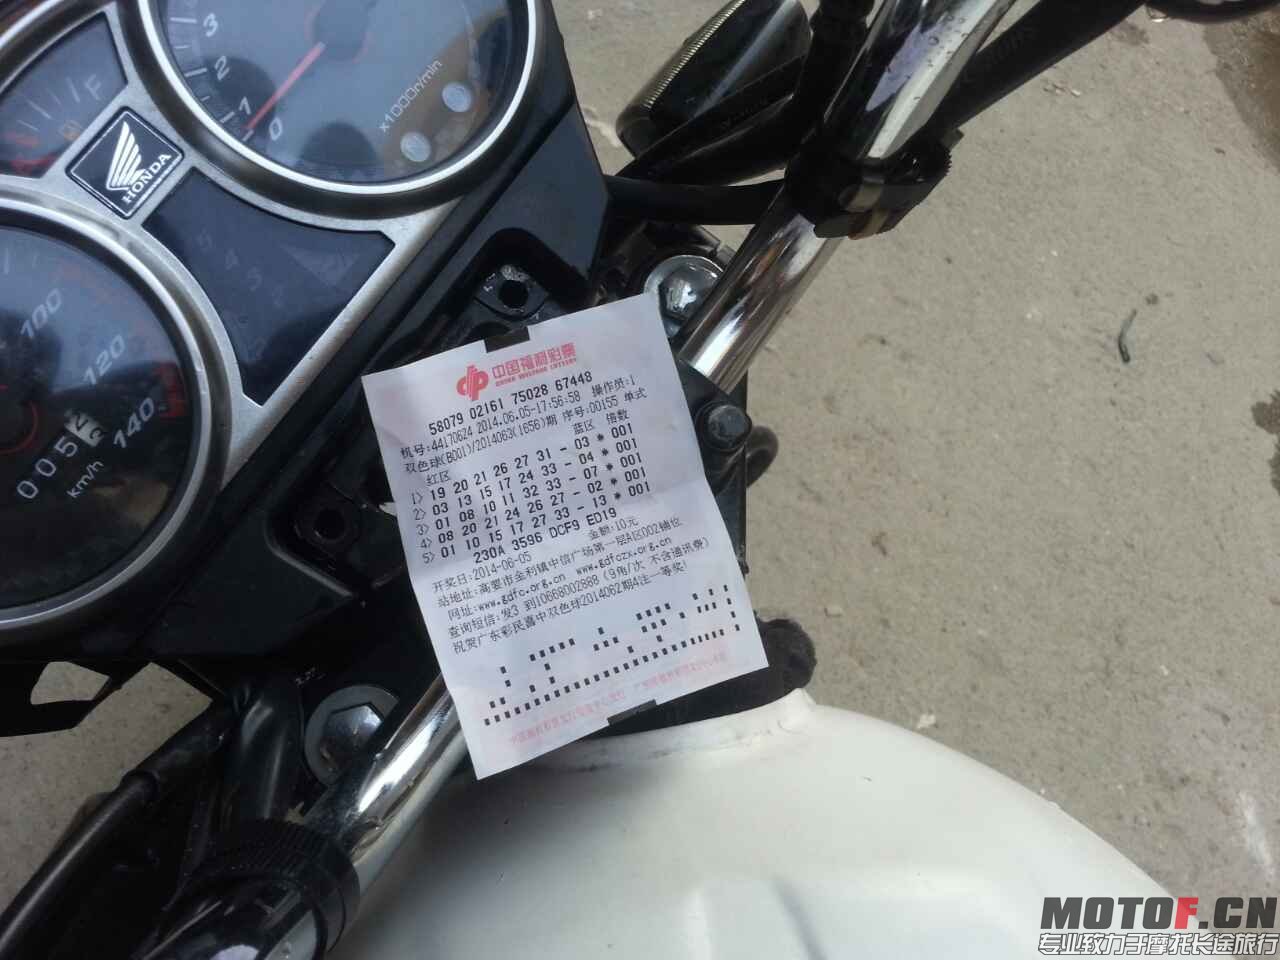 3
2
1
0
x1000r/min
F
HONDA
100
120
140
005
km/h
中国福利彩票
CHINA WELFARE LOTTERY
58079 02161 75028 67448
机号:44170624 2014.06.05-17:56:58 操作员:1
双色球(B001)/2014063(1656)期 序号:00155 单式
红区 蓝区 倍数
1> 19 20 21 26 27 31 - 03 * 001
2> 03 13 15 17 24 33 - 04 * 001
3> 01 08 10 11 32 33 - 07 * 001
4> 08 20 21 24 26 27 - 02 * 001
5> 01 10 15 17 27 33 - 13 * 001
230A 3596 DCF9 ED19
开奖日:2014-06-05 金额:10元
站地址:高要市金利镇中信广场第一层A区002铺位
网址:www.gdfc.org.cn www.gdfczx.org.cn
查询短信:发3 到10668002888 (9角/次 不含通讯费)
祝贺广东彩民喜中双色球2014062期4注一等奖!
MOTOF.CN
专业致力于摩托长途旅行